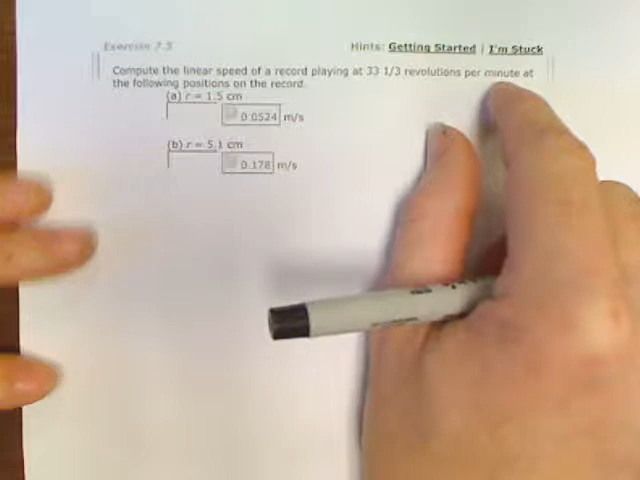 Exercise 7.5
Hints: Getting Started | I'm Stuck
Compute the linear speed of a record playing at 33 1/3 revolutions per minute at
the following positions on the record.
(a) r = 1.5 cm
0.0524 m/s
(b) r = 5.1 cm
0.178 m/s